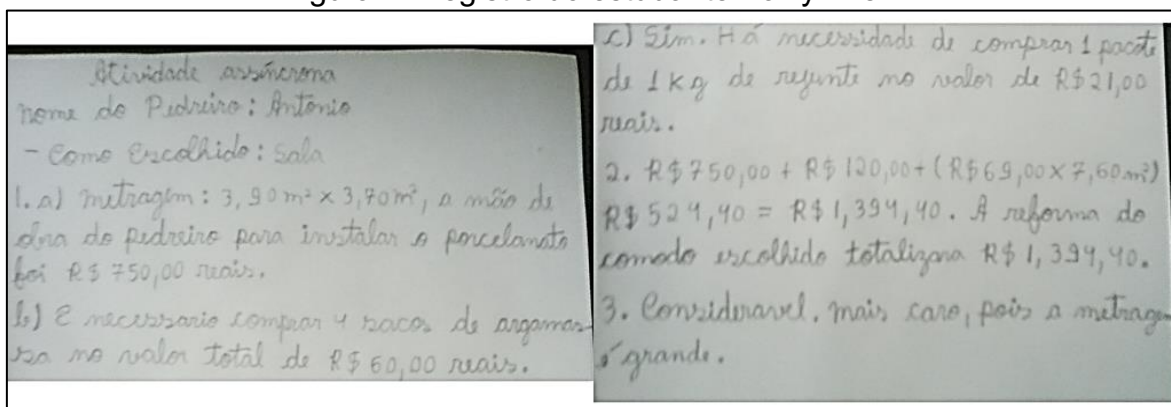 Atividade assíncrona
nome do Pedreiro: Antonio
- Como Escolhido: Sala
1. a) metragem: 3,90 m² x 3,70 m², a mão de
obra do pedreiro para instalar o porcelanato
foi R$ 750,00 reais.
b) E necessario comprar 4 sacos de argamas-
sa no valor total de R$ 60,00 reais.
c) Sim. Há necessidade de comprar 1 pacote
de 1 Kg de rejunte no valor de R$ 21,00
reais.
2. R$ 750,00 + R$ 120,00 + (R$ 69,00 x 7,60 m²)
R$ 524,40 = R$ 1,394,40. A reforma do
comodo escolhido totalizara R$ 1,394,40.
3. Consideravel. mais caro, pois a metragem
é grande.